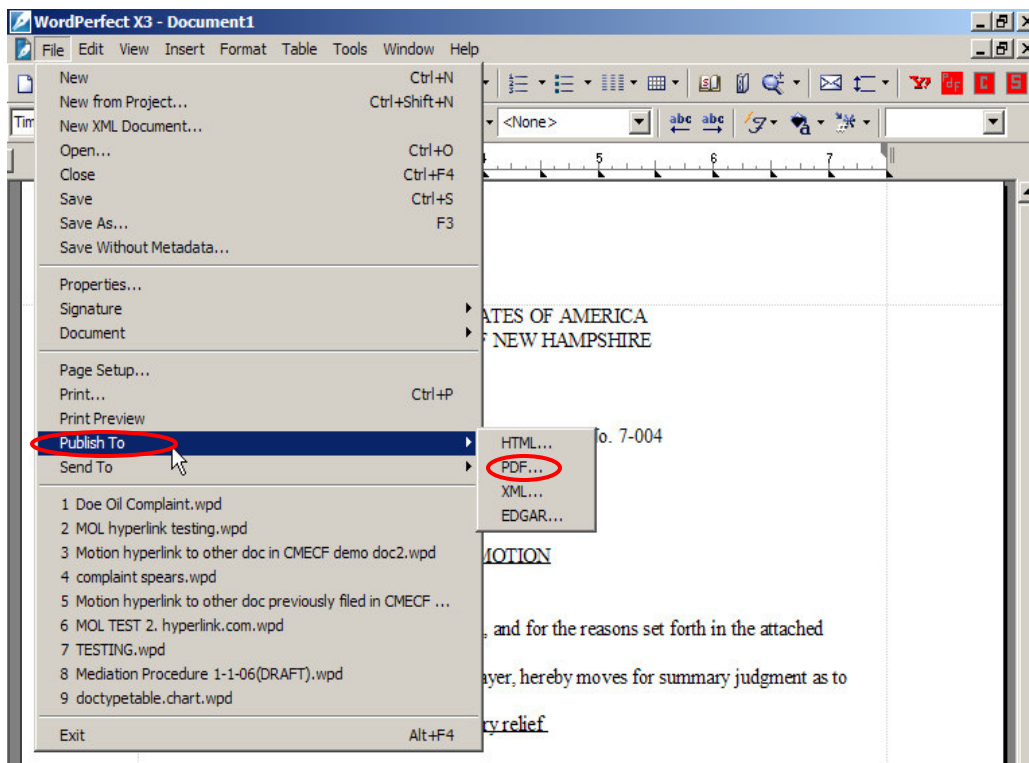 WordPerfect X3 - Document1
File Edit View Insert Format Table Tools Window Help
New Ctrl+N
New from Project... Ctrl+Shift+N
New XML Document...
Open... Ctrl+O
Close Ctrl+F4
Save Ctrl+S
Save As... F3
Save Without Metadata...
Properties...
Signature
Document
Page Setup...
Print... Ctrl+P
Print Preview
Publish To
Send To
1 Doe Oil Complaint.wpd
2 MOL hyperlink testing.wpd
3 Motion hyperlink to other doc in CMECF demo doc2.wpd
4 complaint spears.wpd
5 Motion hyperlink to other doc previously filed in CMECF ...
6 MOL TEST 2. hyperlink.com.wpd
7 TESTING.wpd
8 Mediation Procedure 1-1-06(DRAFT).wpd
9 doctypetable.chart.wpd
Exit Alt+F4
HTML...
PDF...
XML...
EDGAR...
Tim
<None>
abc abc
5 6 7
ATES OF AMERICA
NEW HAMPSHIRE
o. 7-004
MOTION
, and for the reasons set forth in the attached
ayer, hereby moves for summary judgment as to
ry relief